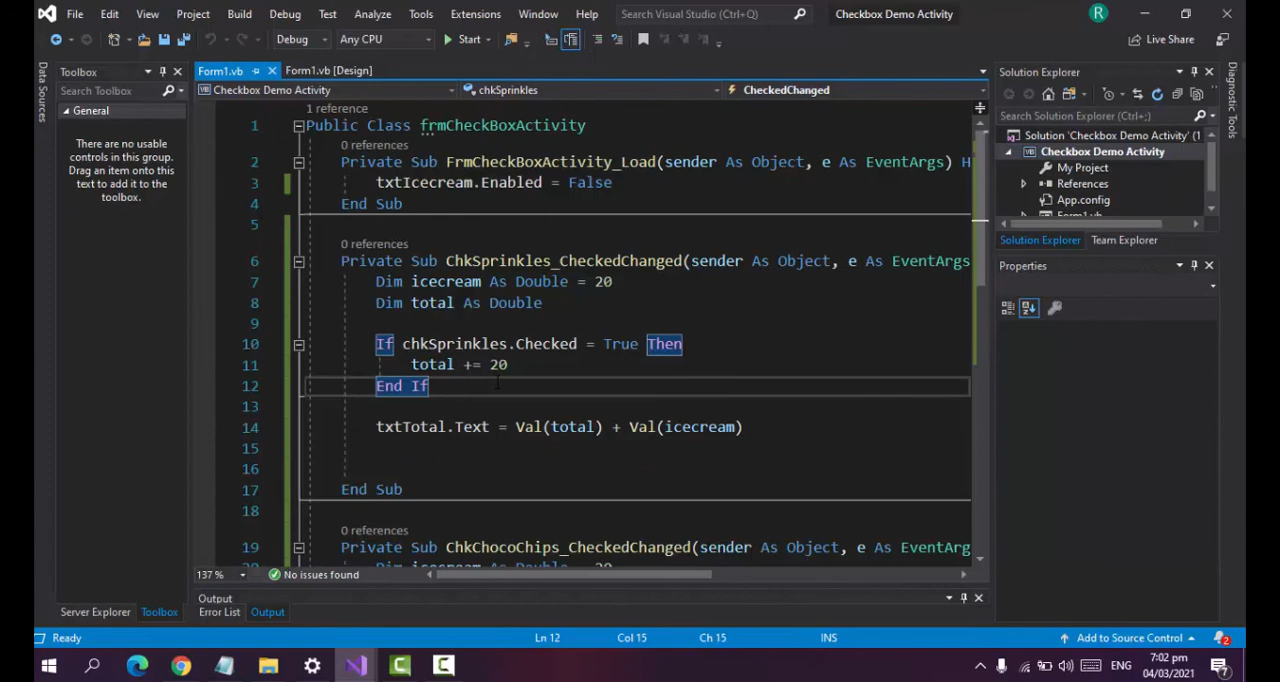 File Edit View Project Build Debug Test Analyze Tools Extensions Window Help Search Visual Studio (Ctrl+Q) Checkbox Demo Activity R
Debug Any CPU Start Live Share
Data Sources
Toolbox
Search Toolbox
General
There are no usable
controls in this group.
Drag an item onto this
text to add it to the
toolbox.
Form1.vb Form1.vb [Design]
Checkbox Demo Activity chkSprinkles CheckedChanged
1 reference
1 Public Class frmCheckBoxActivity
0 references
2 Private Sub FrmCheckBoxActivity_Load(sender As Object, e As EventArgs) H
3 txtIcecream.Enabled = False
4 End Sub
5
0 references
6 Private Sub ChkSprinkles_CheckedChanged(sender As Object, e As EventArgs
7 Dim icecream As Double = 20
8 Dim total As Double
9
10 If chkSprinkles.Checked = True Then
11 total += 20
12 End If
13
14 txtTotal.Text = Val(total) + Val(icecream)
15
16
17 End Sub
18
0 references
19 Private Sub ChkChocoChips_CheckedChanged(sender As Object, e As EventArg
137 % No issues found
Output
Server Explorer Toolbox Error List Output
Solution Explorer
Search Solution Explorer (Ctrl+;)
Solution 'Checkbox Demo Activity' (1
Checkbox Demo Activity
My Project
References
App.config
Form1.vb
Solution Explorer Team Explorer
Properties
Diagnostic Tools
Ready Ln 12 Col 15 Ch 15 INS Add to Source Control 2
ENG 7:02 pm
04/03/2021
7